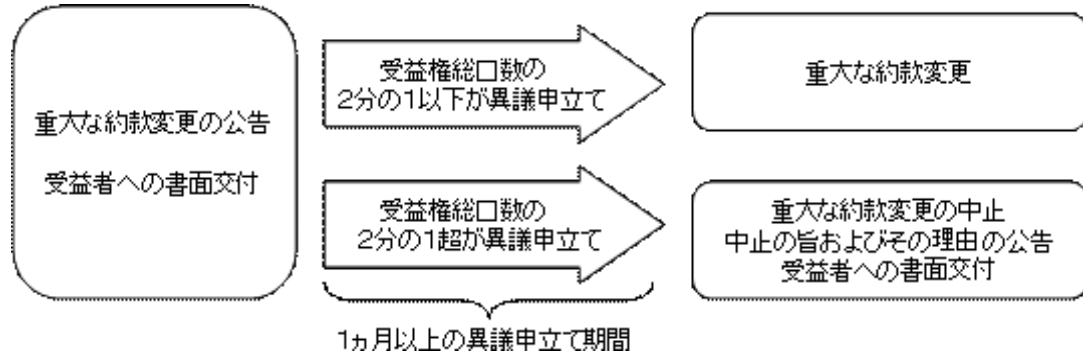 重大な約款変更の公告
受益者への書面交付
受益権総口数の
2分の1以下が異議申立て
重大な約款変更
受益権総口数の
2分の1超が異議申立て
重大な約款変更の中止
中止の旨およびその理由の公告
受益者への書面交付
1ヵ月以上の異議申立て期間